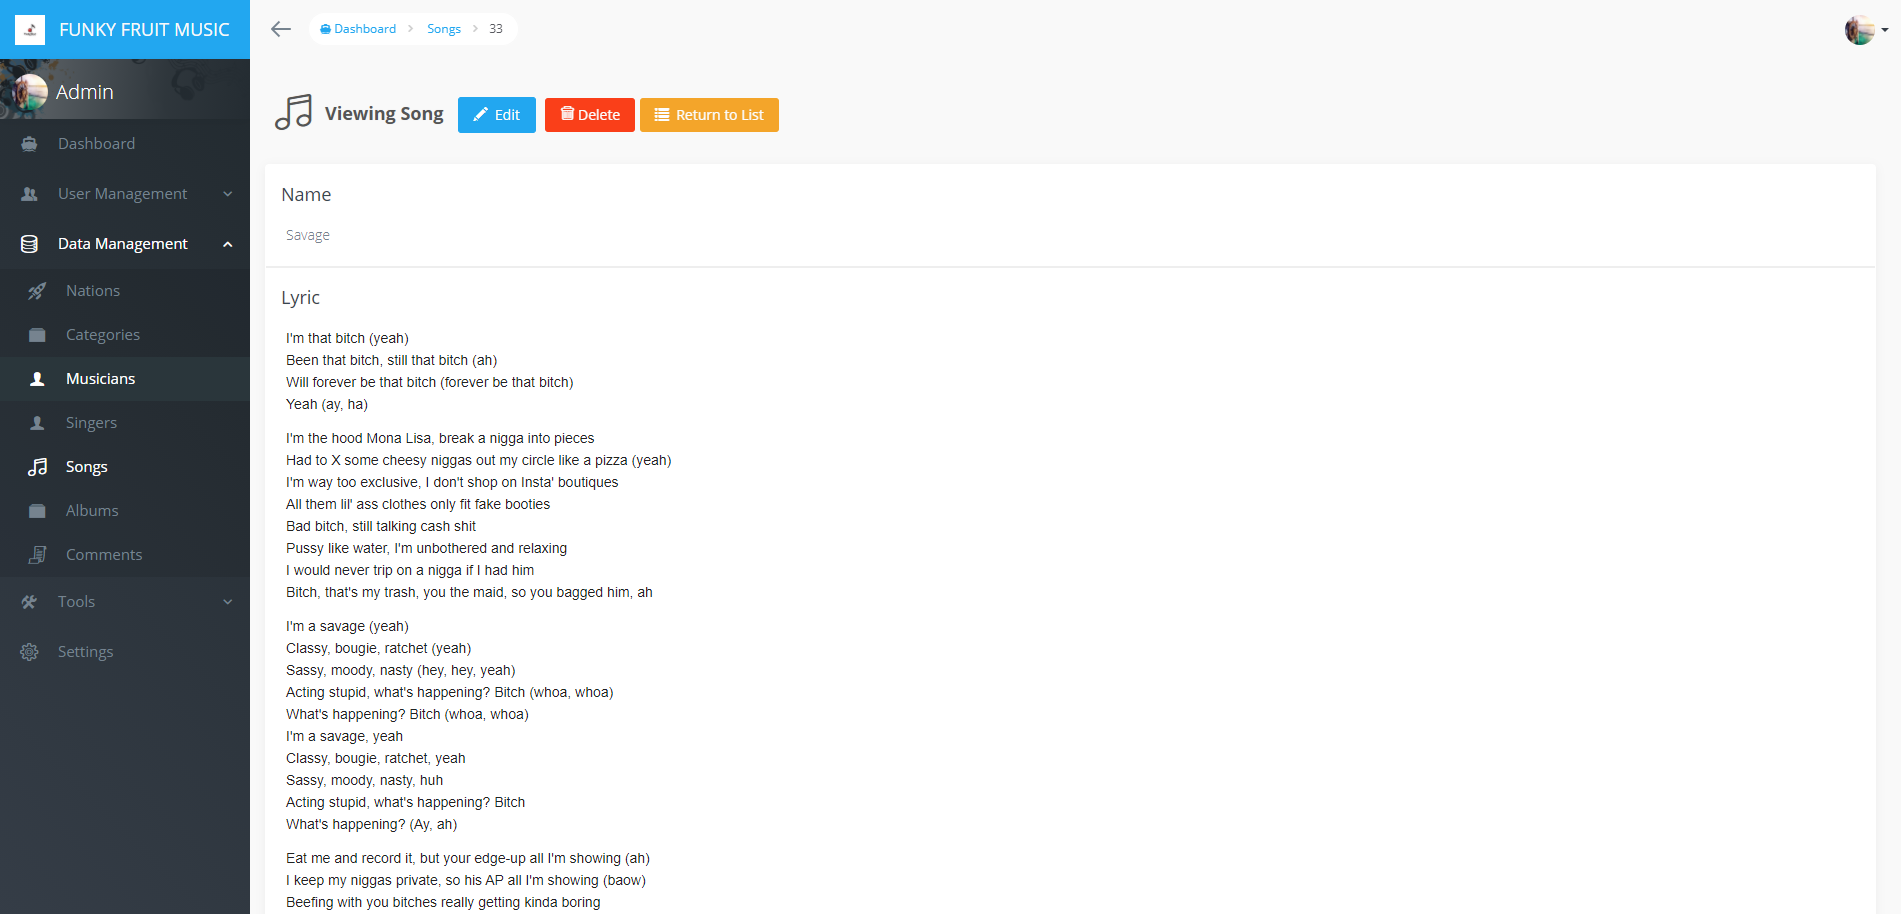 FUNKY FRUIT MUSIC
Dashboard
Songs
33
Admin
Dashboard
User Management
Data Management
Nations
Categories
Musicians
Singers
Songs
Albums
Comments
Tools
Settings
Viewing Song
Edit
Delete
Return to List
Name
Savage
Lyric
I'm that bitch (yeah)
Been that bitch, still that bitch (ah)
Will forever be that bitch (forever be that bitch)
Yeah (ay, ha)
I'm the hood Mona Lisa, break a nigga into pieces
Had to X some cheesy niggas out my circle like a pizza (yeah)
I'm way too exclusive, I don't shop on Insta' boutiques
All them lil' ass clothes only fit fake booties
Bad bitch, still talking cash shit
Pussy like water, I'm unbothered and relaxing
I would never trip on a nigga if I had him
Bitch, that's my trash, you the maid, so you bagged him, ah
I'm a savage (yeah)
Classy, bougie, ratchet (yeah)
Sassy, moody, nasty (hey, hey, yeah)
Acting stupid, what's happening? Bitch (whoa, whoa)
What's happening? Bitch (whoa, whoa)
I'm a savage, yeah
Classy, bougie, ratchet, yeah
Sassy, moody, nasty, huh
Acting stupid, what's happening? Bitch
What's happening? (Ay, ah)
Eat me and record it, but your edge-up all I'm showing (ah)
I keep my niggas private, so his AP all I'm showing (baow)
Beefing with you bitches really getting kinda boring